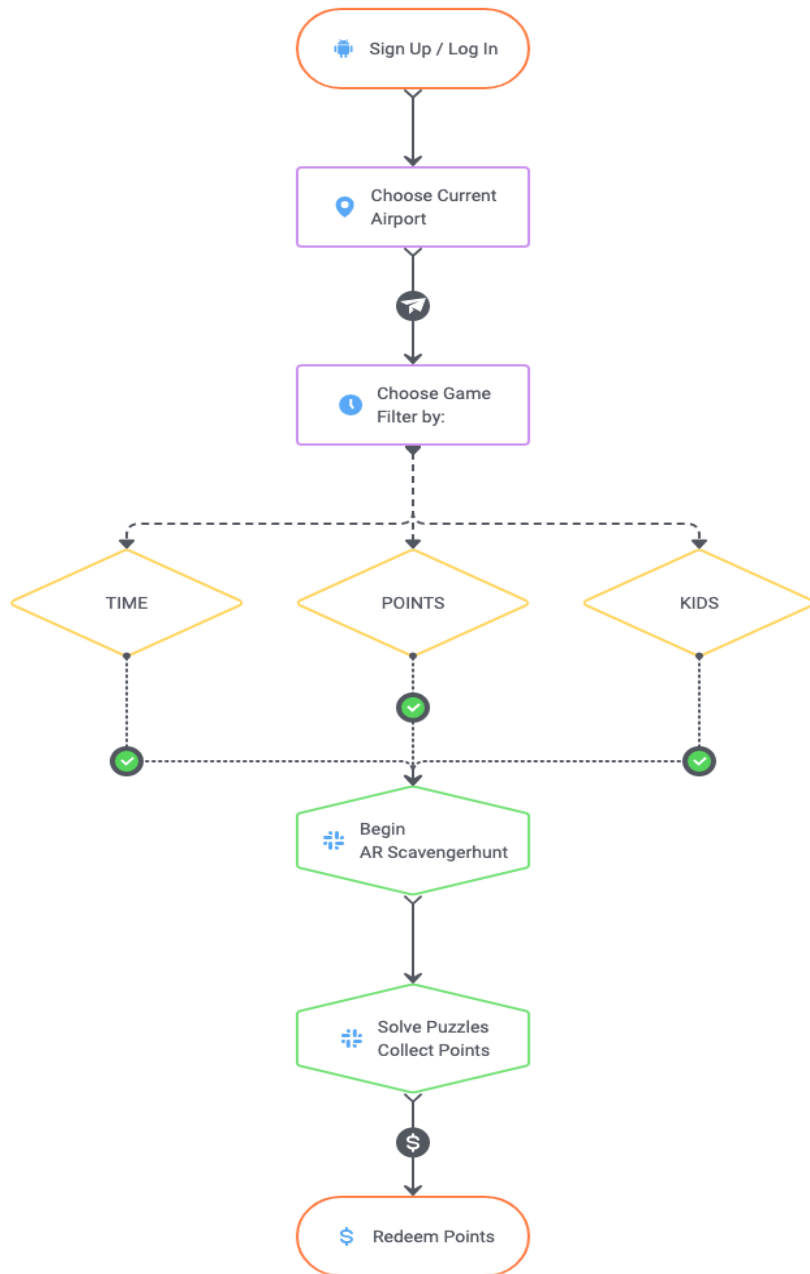 Sign Up / Log In
Choose Current
Airport
Choose Game
Filter by:
TIME
POINTS
KIDS
Begin
AR Scavengerhunt
Solve Puzzles
Collect Points
$
$ Redeem Points